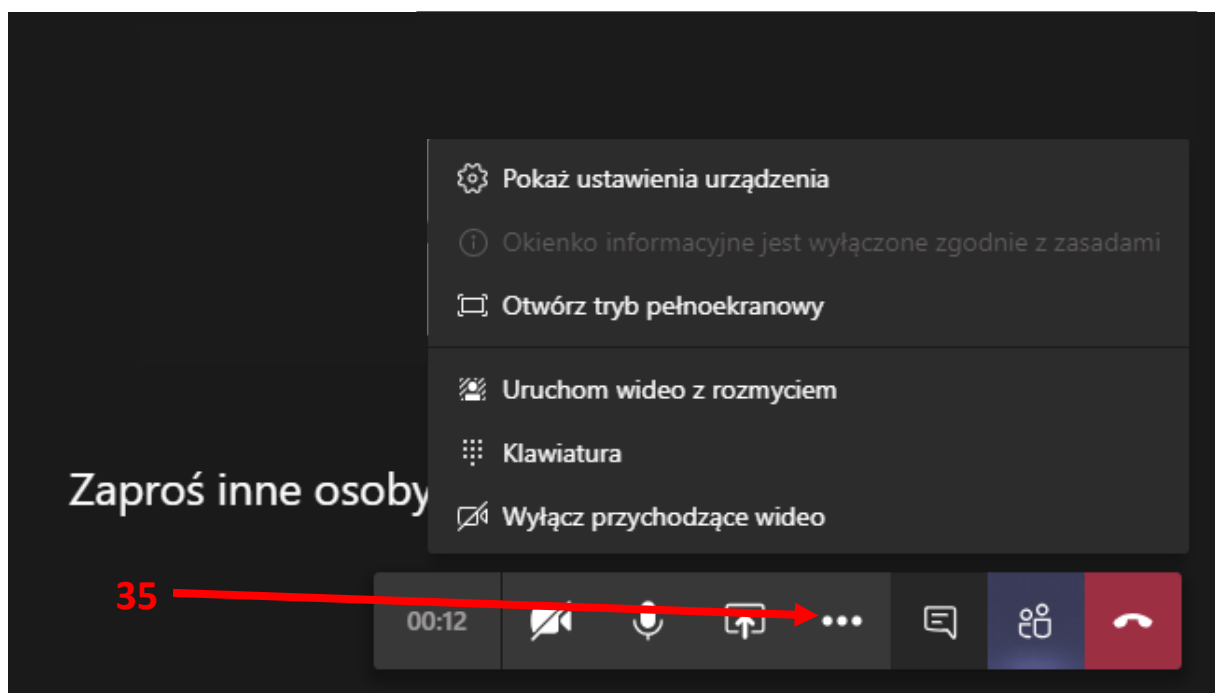 Pokaż ustawienia urządzenia
Okienko informacyjne jest wyłączone zgodnie z zasadami
Otwórz tryb pełnoekranowy
Uruchom wideo z rozmyciem
Klawiatura
Wyłącz przychodzące wideo
Zaproś inne osoby
35
00:12